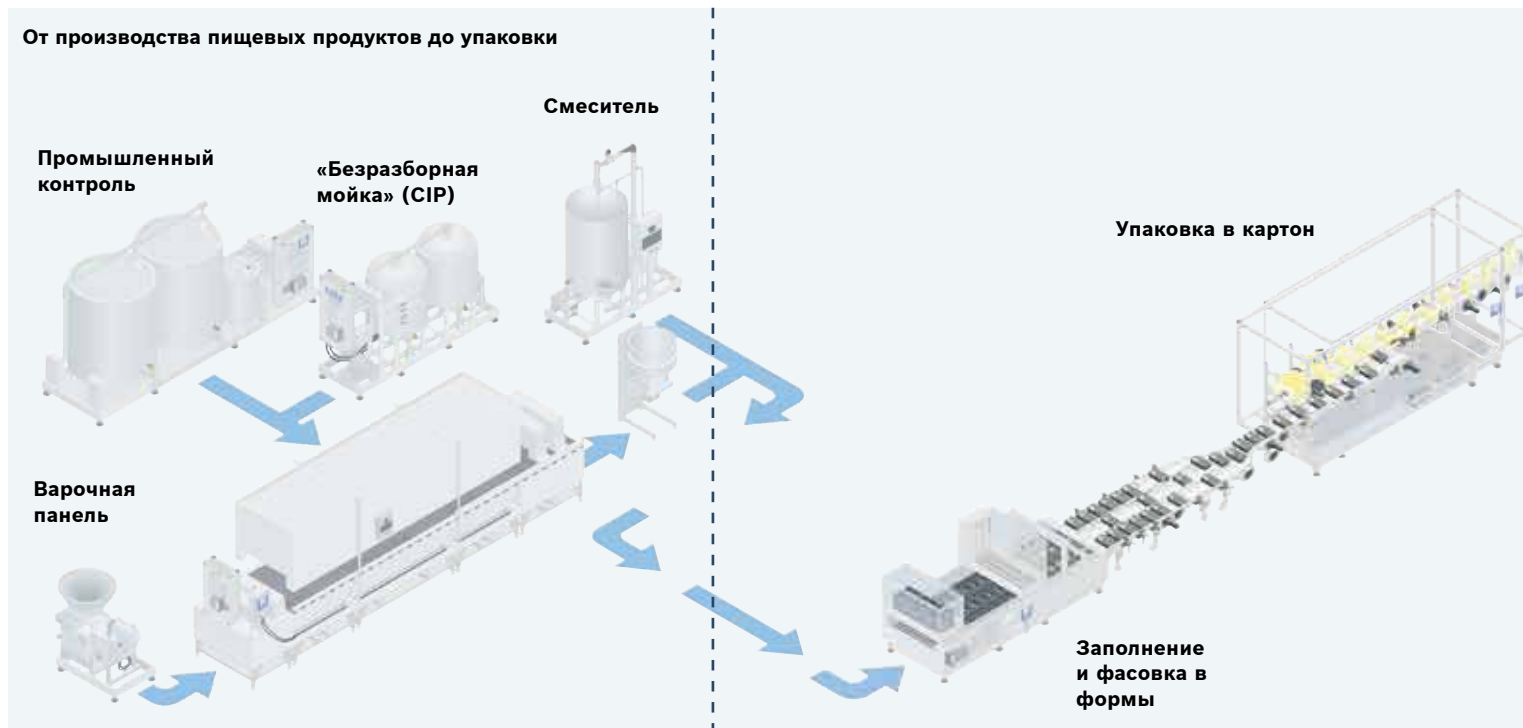 От производства пищевых продуктов до упаковки
Смеситель
Промышленный
контроль
«Безразборная
мойка» (CIP)
Упаковка в картон
Варочная
панель
Заполнение
и фасовка в
формы